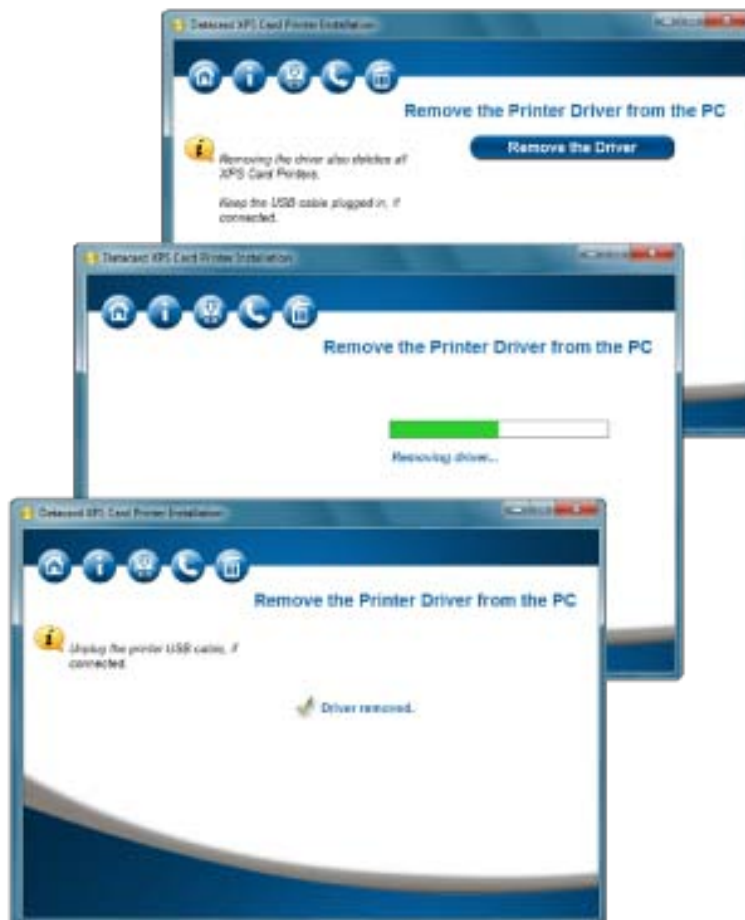 Datacard XPS Card Printer Installation
Remove the Printer Driver from the PC
Removing the driver also deletes all
XPS Card Printers.
Keep the USB cable plugged in, if
connected.
Remove the Driver
Datacard XPS Card Printer Installation
Remove the Printer Driver from the PC
Removing driver...
Datacard XPS Card Printer Installation
Remove the Printer Driver from the PC
Unplug the printer USB cable, if
connected.
Driver removed.